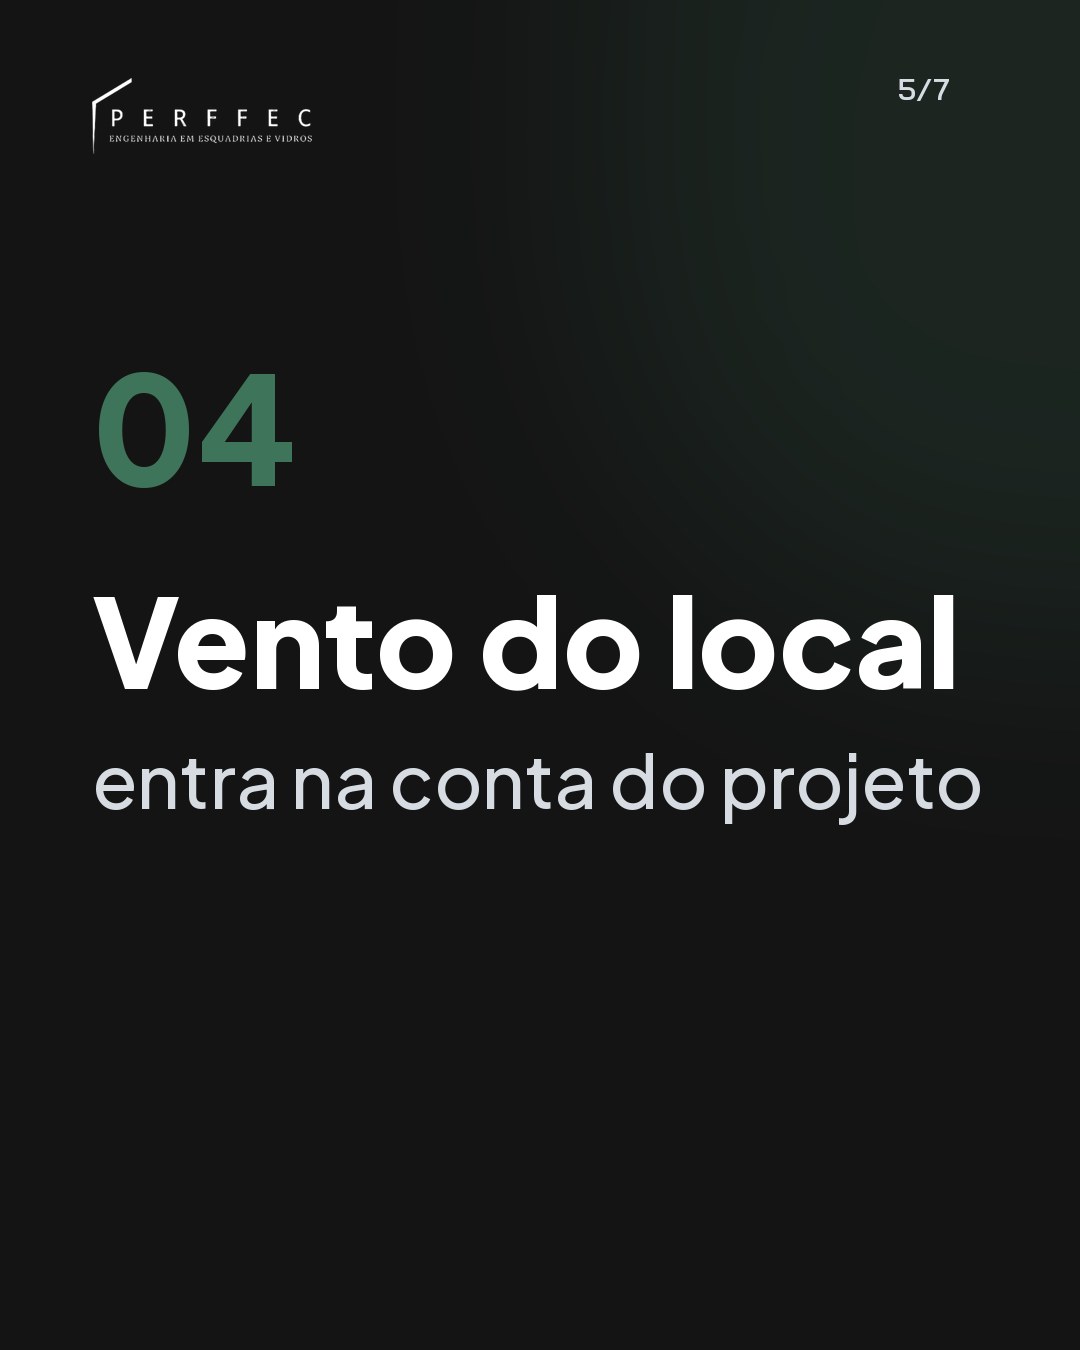 PERFFEC
ENGENHARIA EM ESQUADRIAS E VIDROS
5/7
04
Vento do local
entra na conta do projeto